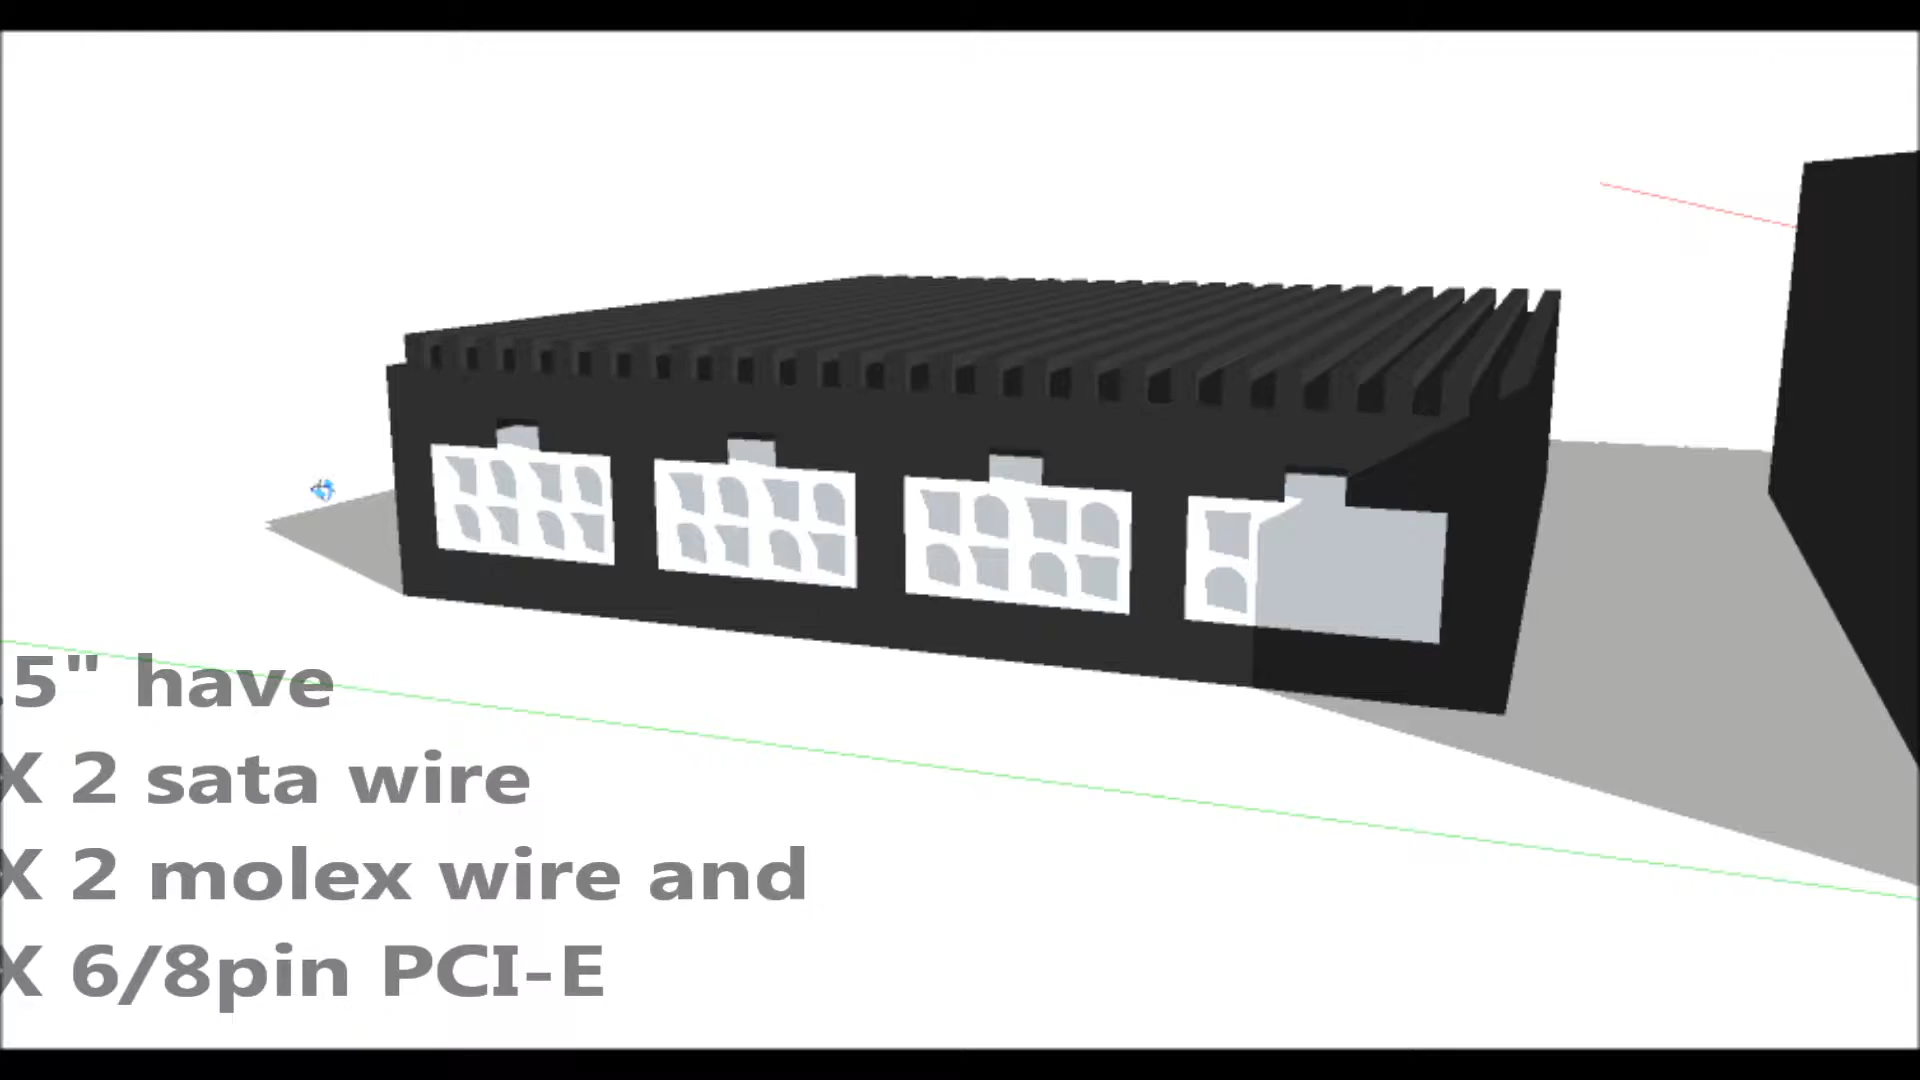 .5" have
X 2 sata wire
X 2 molex wire and
X 6/8pin PCI-E